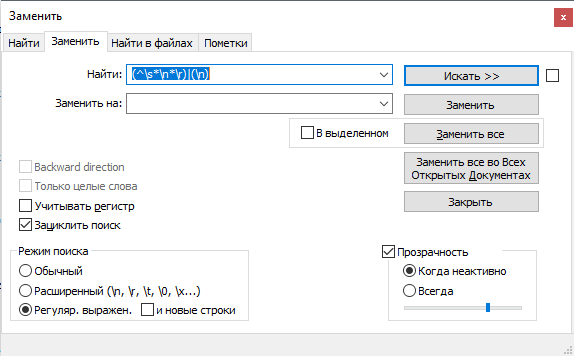 Заменить
Найти
Заменить
Найти в файлах
Пометки
Найти:
(^\s*\n*\r)|(\n)
Искать >>
Заменить на:
Заменить
В выделенном
Заменить все
Backward direction
Заменить все во Всех
Открытых Документах
Только целые слова
Учитывать регистр
Закрыть
Зациклить поиск
Режим поиска
Обычный
Расширенный (\n, \r, \t, \0, \x...)
Регуляр. выражен.
и новые строки
Прозрачность
Когда неактивно
Всегда